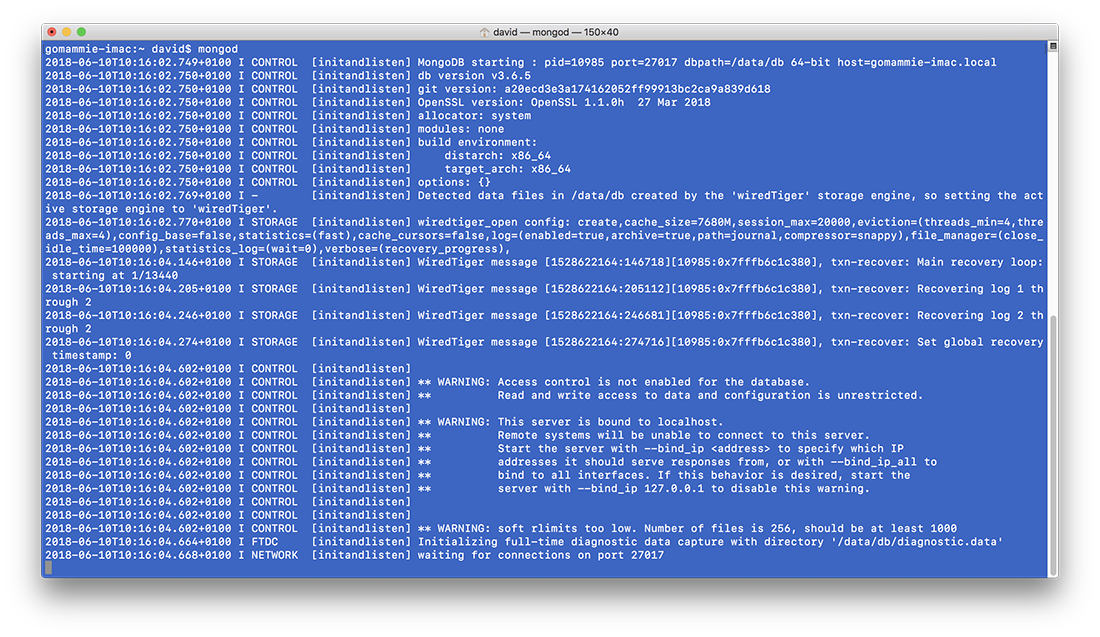 david — mongod — 150×40
gomammie-imac:~ david$ mongod
2018-06-10T10:16:02.749+0100 I CONTROL  [initandlisten] MongoDB starting : pid=10985 port=27017 dbpath=/data/db 64-bit host=gomammie-imac.local
2018-06-10T10:16:02.750+0100 I CONTROL  [initandlisten] db version v3.6.5
2018-06-10T10:16:02.750+0100 I CONTROL  [initandlisten] git version: a20ecd3e3a174162052ff99913bc2ca9a839d618
2018-06-10T10:16:02.750+0100 I CONTROL  [initandlisten] OpenSSL version: OpenSSL 1.1.0h  27 Mar 2018
2018-06-10T10:16:02.750+0100 I CONTROL  [initandlisten] allocator: system
2018-06-10T10:16:02.750+0100 I CONTROL  [initandlisten] modules: none
2018-06-10T10:16:02.750+0100 I CONTROL  [initandlisten] build environment:
2018-06-10T10:16:02.750+0100 I CONTROL  [initandlisten]     distarch: x86_64
2018-06-10T10:16:02.750+0100 I CONTROL  [initandlisten]     target_arch: x86_64
2018-06-10T10:16:02.750+0100 I CONTROL  [initandlisten] options: {}
2018-06-10T10:16:02.769+0100 I -        [initandlisten] Detected data files in /data/db created by the 'wiredTiger' storage engine, so setting the act
ive storage engine to 'wiredTiger'.
2018-06-10T10:16:02.770+0100 I STORAGE  [initandlisten] wiredtiger_open config: create,cache_size=7680M,session_max=20000,eviction=(threads_min=4,thre
ads_max=4),config_base=false,statistics=(fast),cache_cursors=false,log=(enabled=true,archive=true,path=journal,compressor=snappy),file_manager=(close_
idle_time=100000),statistics_log=(wait=0),verbose=(recovery_progress),
2018-06-10T10:16:04.146+0100 I STORAGE  [initandlisten] WiredTiger message [1528622164:146718][10985:0x7fffb6c1c380], txn-recover: Main recovery loop:
 starting at 1/13440
2018-06-10T10:16:04.205+0100 I STORAGE  [initandlisten] WiredTiger message [1528622164:205112][10985:0x7fffb6c1c380], txn-recover: Recovering log 1 th
rough 2
2018-06-10T10:16:04.246+0100 I STORAGE  [initandlisten] WiredTiger message [1528622164:246681][10985:0x7fffb6c1c380], txn-recover: Recovering log 2 th
rough 2
2018-06-10T10:16:04.274+0100 I STORAGE  [initandlisten] WiredTiger message [1528622164:274716][10985:0x7fffb6c1c380], txn-recover: Set global recovery
 timestamp: 0
2018-06-10T10:16:04.602+0100 I CONTROL  [initandlisten]
2018-06-10T10:16:04.602+0100 I CONTROL  [initandlisten] ** WARNING: Access control is not enabled for the database.
2018-06-10T10:16:04.602+0100 I CONTROL  [initandlisten] **          Read and write access to data and configuration is unrestricted.
2018-06-10T10:16:04.602+0100 I CONTROL  [initandlisten]
2018-06-10T10:16:04.602+0100 I CONTROL  [initandlisten] ** WARNING: This server is bound to localhost.
2018-06-10T10:16:04.602+0100 I CONTROL  [initandlisten] **          Remote systems will be unable to connect to this server.
2018-06-10T10:16:04.602+0100 I CONTROL  [initandlisten] **          Start the server with --bind_ip <address> to specify which IP
2018-06-10T10:16:04.602+0100 I CONTROL  [initandlisten] **          addresses it should serve responses from, or with --bind_ip_all to
2018-06-10T10:16:04.602+0100 I CONTROL  [initandlisten] **          bind to all interfaces. If this behavior is desired, start the
2018-06-10T10:16:04.602+0100 I CONTROL  [initandlisten] **          server with --bind_ip 127.0.0.1 to disable this warning.
2018-06-10T10:16:04.602+0100 I CONTROL  [initandlisten]
2018-06-10T10:16:04.602+0100 I CONTROL  [initandlisten]
2018-06-10T10:16:04.602+0100 I CONTROL  [initandlisten] ** WARNING: soft rlimits too low. Number of files is 256, should be at least 1000
2018-06-10T10:16:04.664+0100 I FTDC     [initandlisten] Initializing full-time diagnostic data capture with directory '/data/db/diagnostic.data'
2018-06-10T10:16:04.668+0100 I NETWORK  [initandlisten] waiting for connections on port 27017